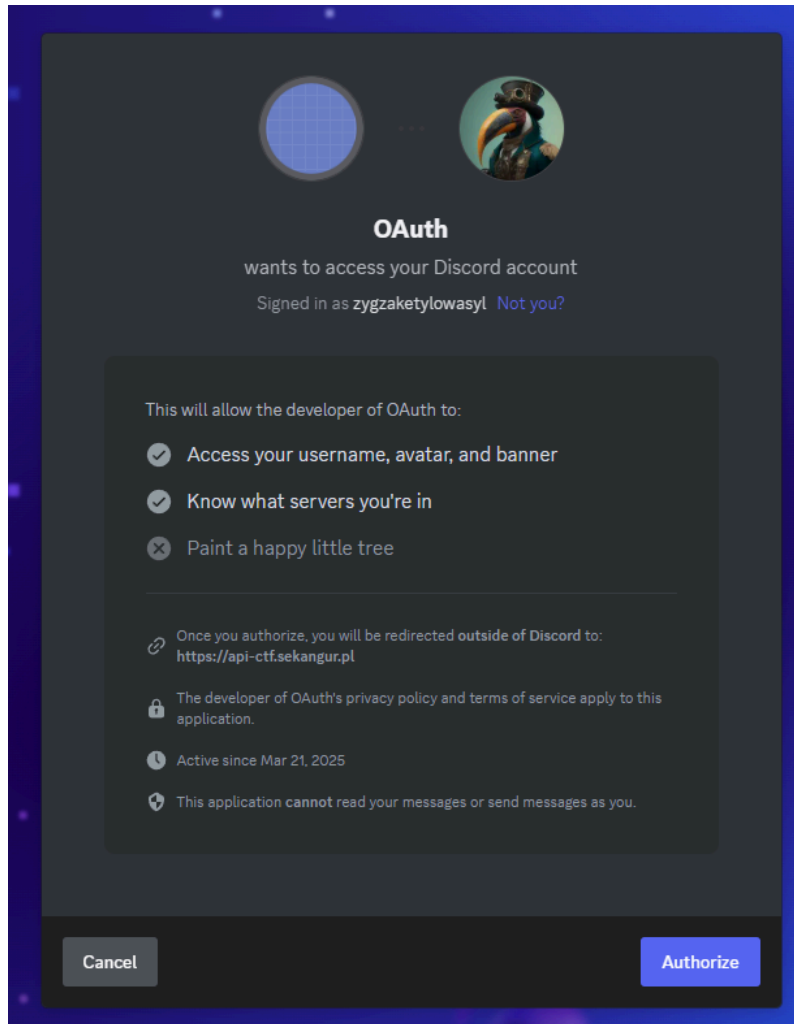 OAuth
wants to access your Discord account
Signed in as zygzaketylowasyl Not you?
This will allow the developer of OAuth to:
Access your username, avatar, and banner
Know what servers you're in
Paint a happy little tree
Once you authorize, you will be redirected outside of Discord to:
https://api-ctf.sekangur.pl
The developer of OAuth's privacy policy and terms of service apply to this
application.
Active since Mar 21, 2025
This application cannot read your messages or send messages as you.
Cancel Authorize